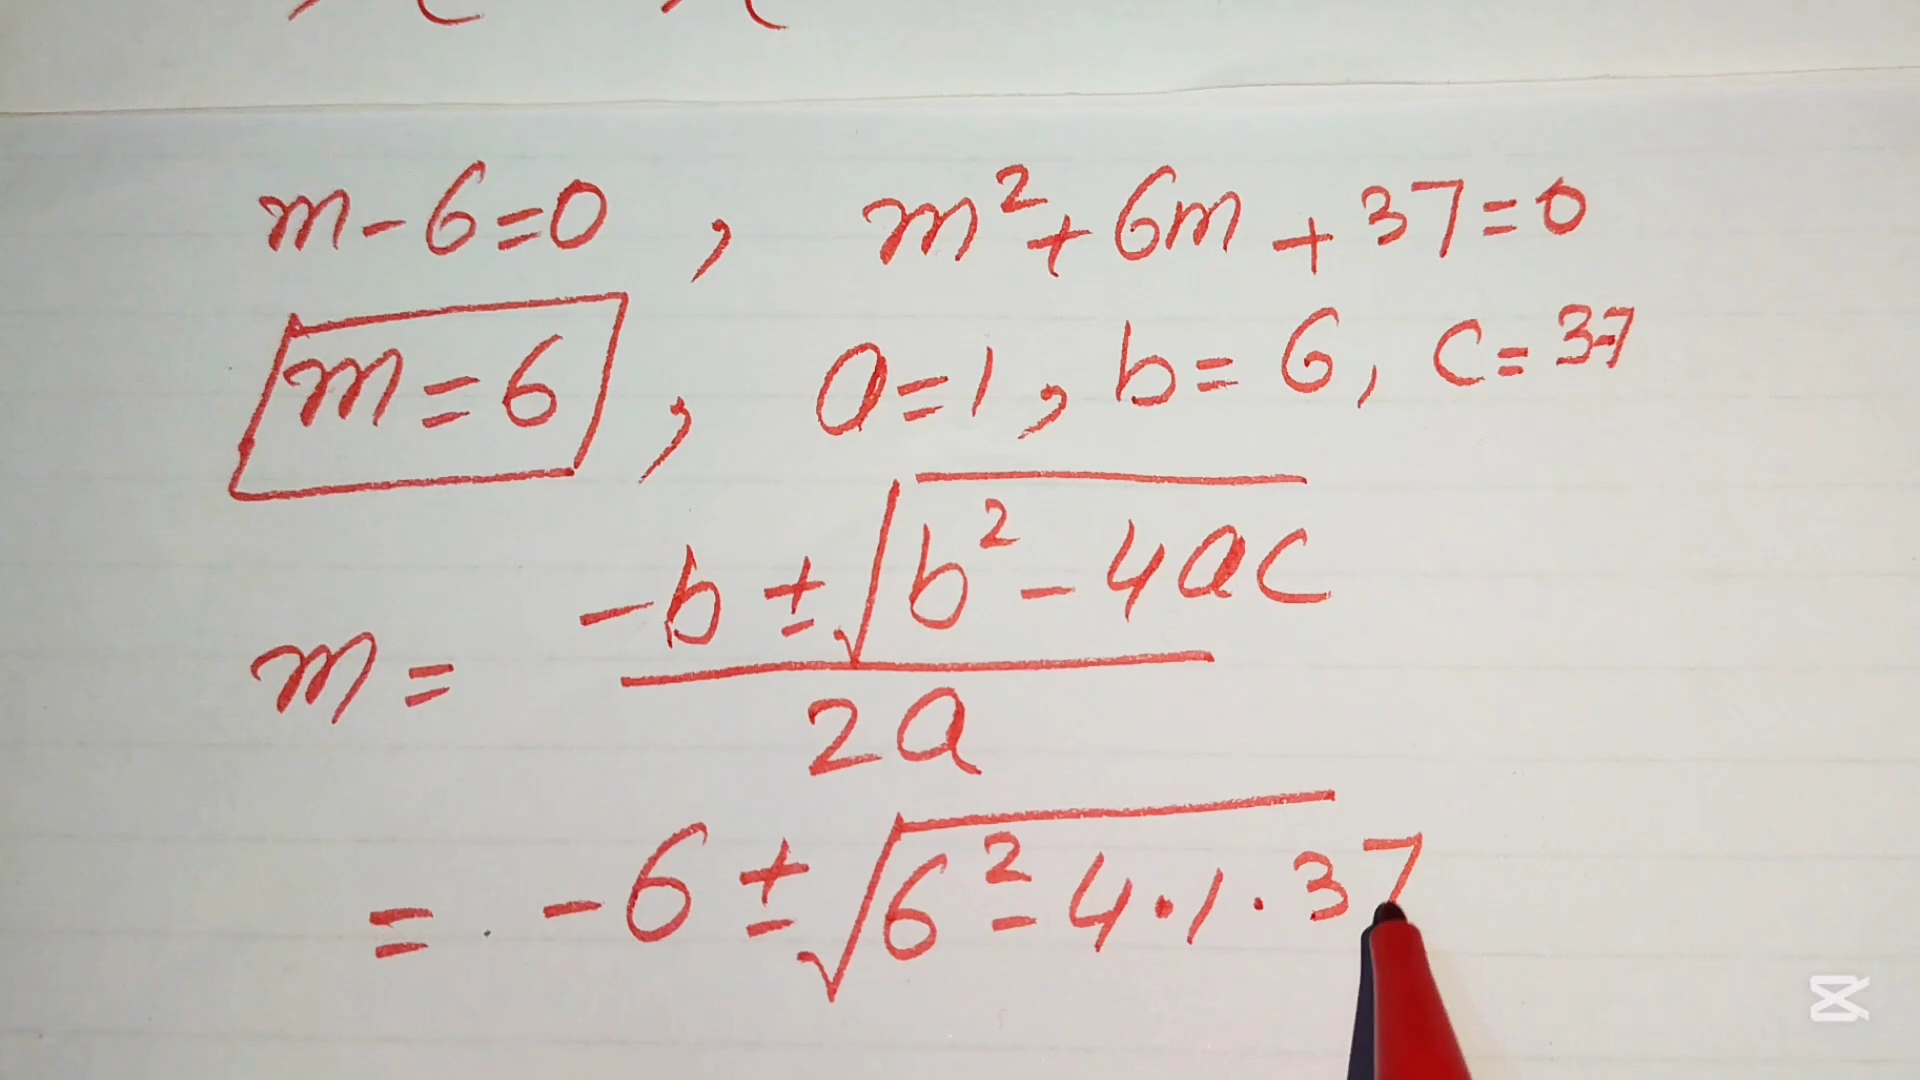 m - 6 = 0 , m² + 6m + 37 = 0
m = 6 , a = 1 , b = 6 , c = 37
m = -b ± √b² - 4ac
2a
= -6 ± √6² - 4 · 1 · 37